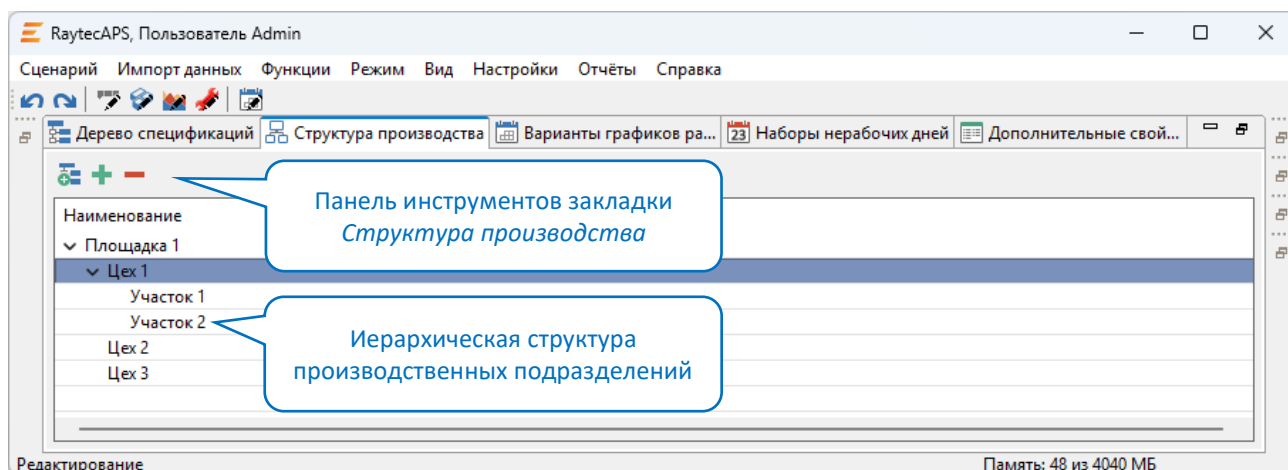 RaytecAPS, Пользователь Admin
Сценарий Импорт данных Функции Режим Вид Настройки Отчёты Справка
Дерево спецификаций Структура производства Варианты графиков ра... 23 Наборы нерабочих дней Дополнительные свой...
Панель инструментов закладки
Структура производства
Наименование
Площадка 1
Цех 1
Участок 1
Участок 2
Иерархическая структура
производственных подразделений
Цех 2
Цех 3
Редактирование Память: 48 из 4040 МБ